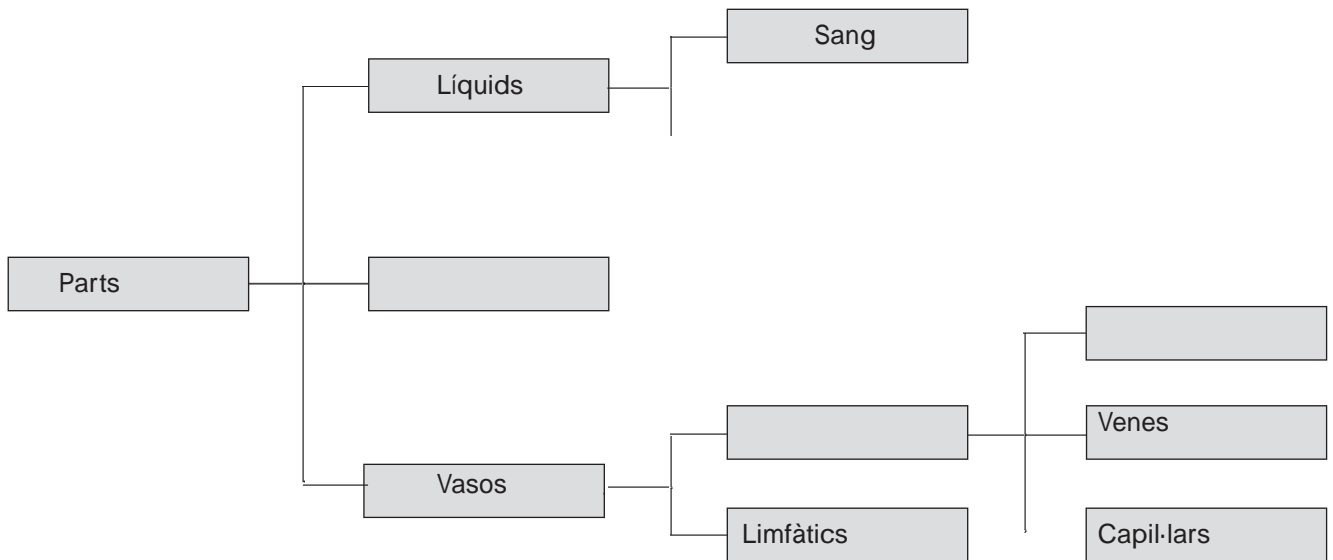 Sang
Líquids
Parts
Venes
Vasos
Limfàtics
Capil·lars